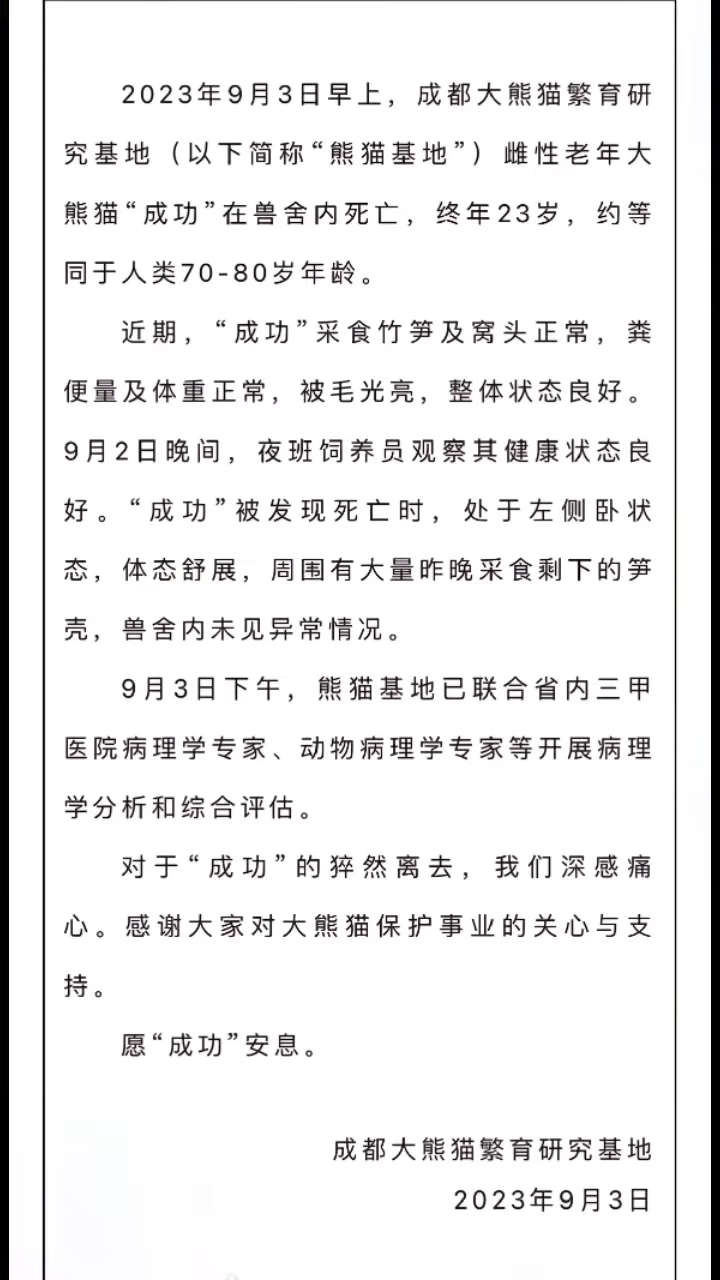 2023年9月3日早上，成都大熊猫繁育研
究基地（以下简称“熊猫基地”）雌性老年大
熊猫“成功”在兽舍内死亡，终年23岁，约等
同于人类70-80岁年龄。
近期，“成功”采食竹笋及窝头正常，粪
便量及体重正常，被毛光亮，整体状态良好。
9月2日晚间，夜班饲养员观察其健康状态良
好。“成功”被发现死亡时，处于左侧卧状
态，体态舒展，周围有大量昨晚采食剩下的笋
壳，兽舍内未见异常情况。
9月3日下午，熊猫基地已联合省内三甲
医院病理学专家、动物病理学专家等开展病理
学分析和综合评估。
对于“成功”的猝然离去，我们深感痛
心。感谢大家对大熊猫保护事业的关心与支
持。
愿“成功”安息。
成都大熊猫繁育研究基地
2023年9月3日